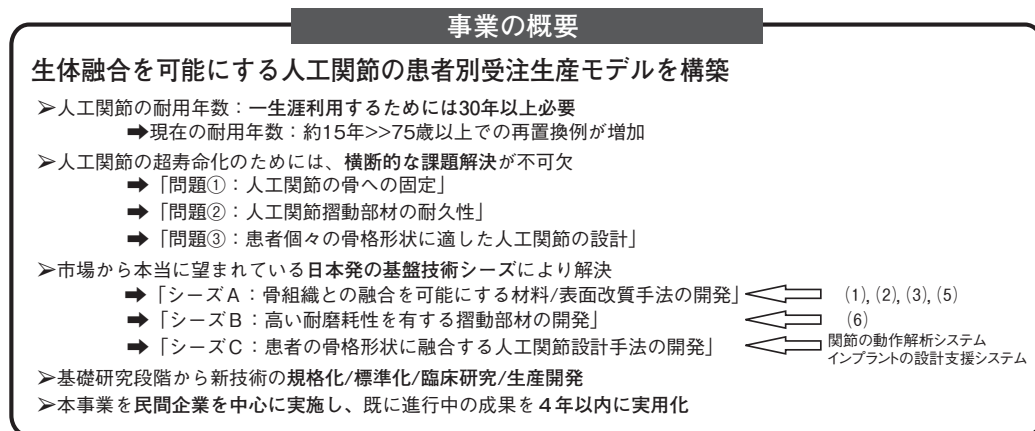 事業の概要
生体融合を可能にする人工関節の患者別受注生産モデルを構築
➢人工関節の耐用年数：一生涯利用するためには30年以上必要
➡現在の耐用年数：約15年>>75歳以上での再置換例が増加
➢人工関節の超寿命化のためには、横断的な課題解決が不可欠
➡「問題①：人工関節の骨への固定」
➡「問題②：人工関節摺動部材の耐久性」
➡「問題③：患者個々の骨格形状に適した人工関節の設計」
➢市場から本当に望まれている日本発の基盤技術シーズにより解決
➡「シーズA：骨組織との融合を可能にする材料/表面改質手法の開発」 (1), (2), (3), (5)
➡「シーズB：高い耐磨耗性を有する摺動部材の開発」 (6)
➡「シーズC：患者の骨格形状に融合する人工関節設計手法の開発」 関節の動作解析システム
インプラントの設計支援システム
➢基礎研究段階から新技術の規格化/標準化/臨床研究/生産開発
➢本事業を民間企業を中心に実施し、既に進行中の成果を４年以内に実用化